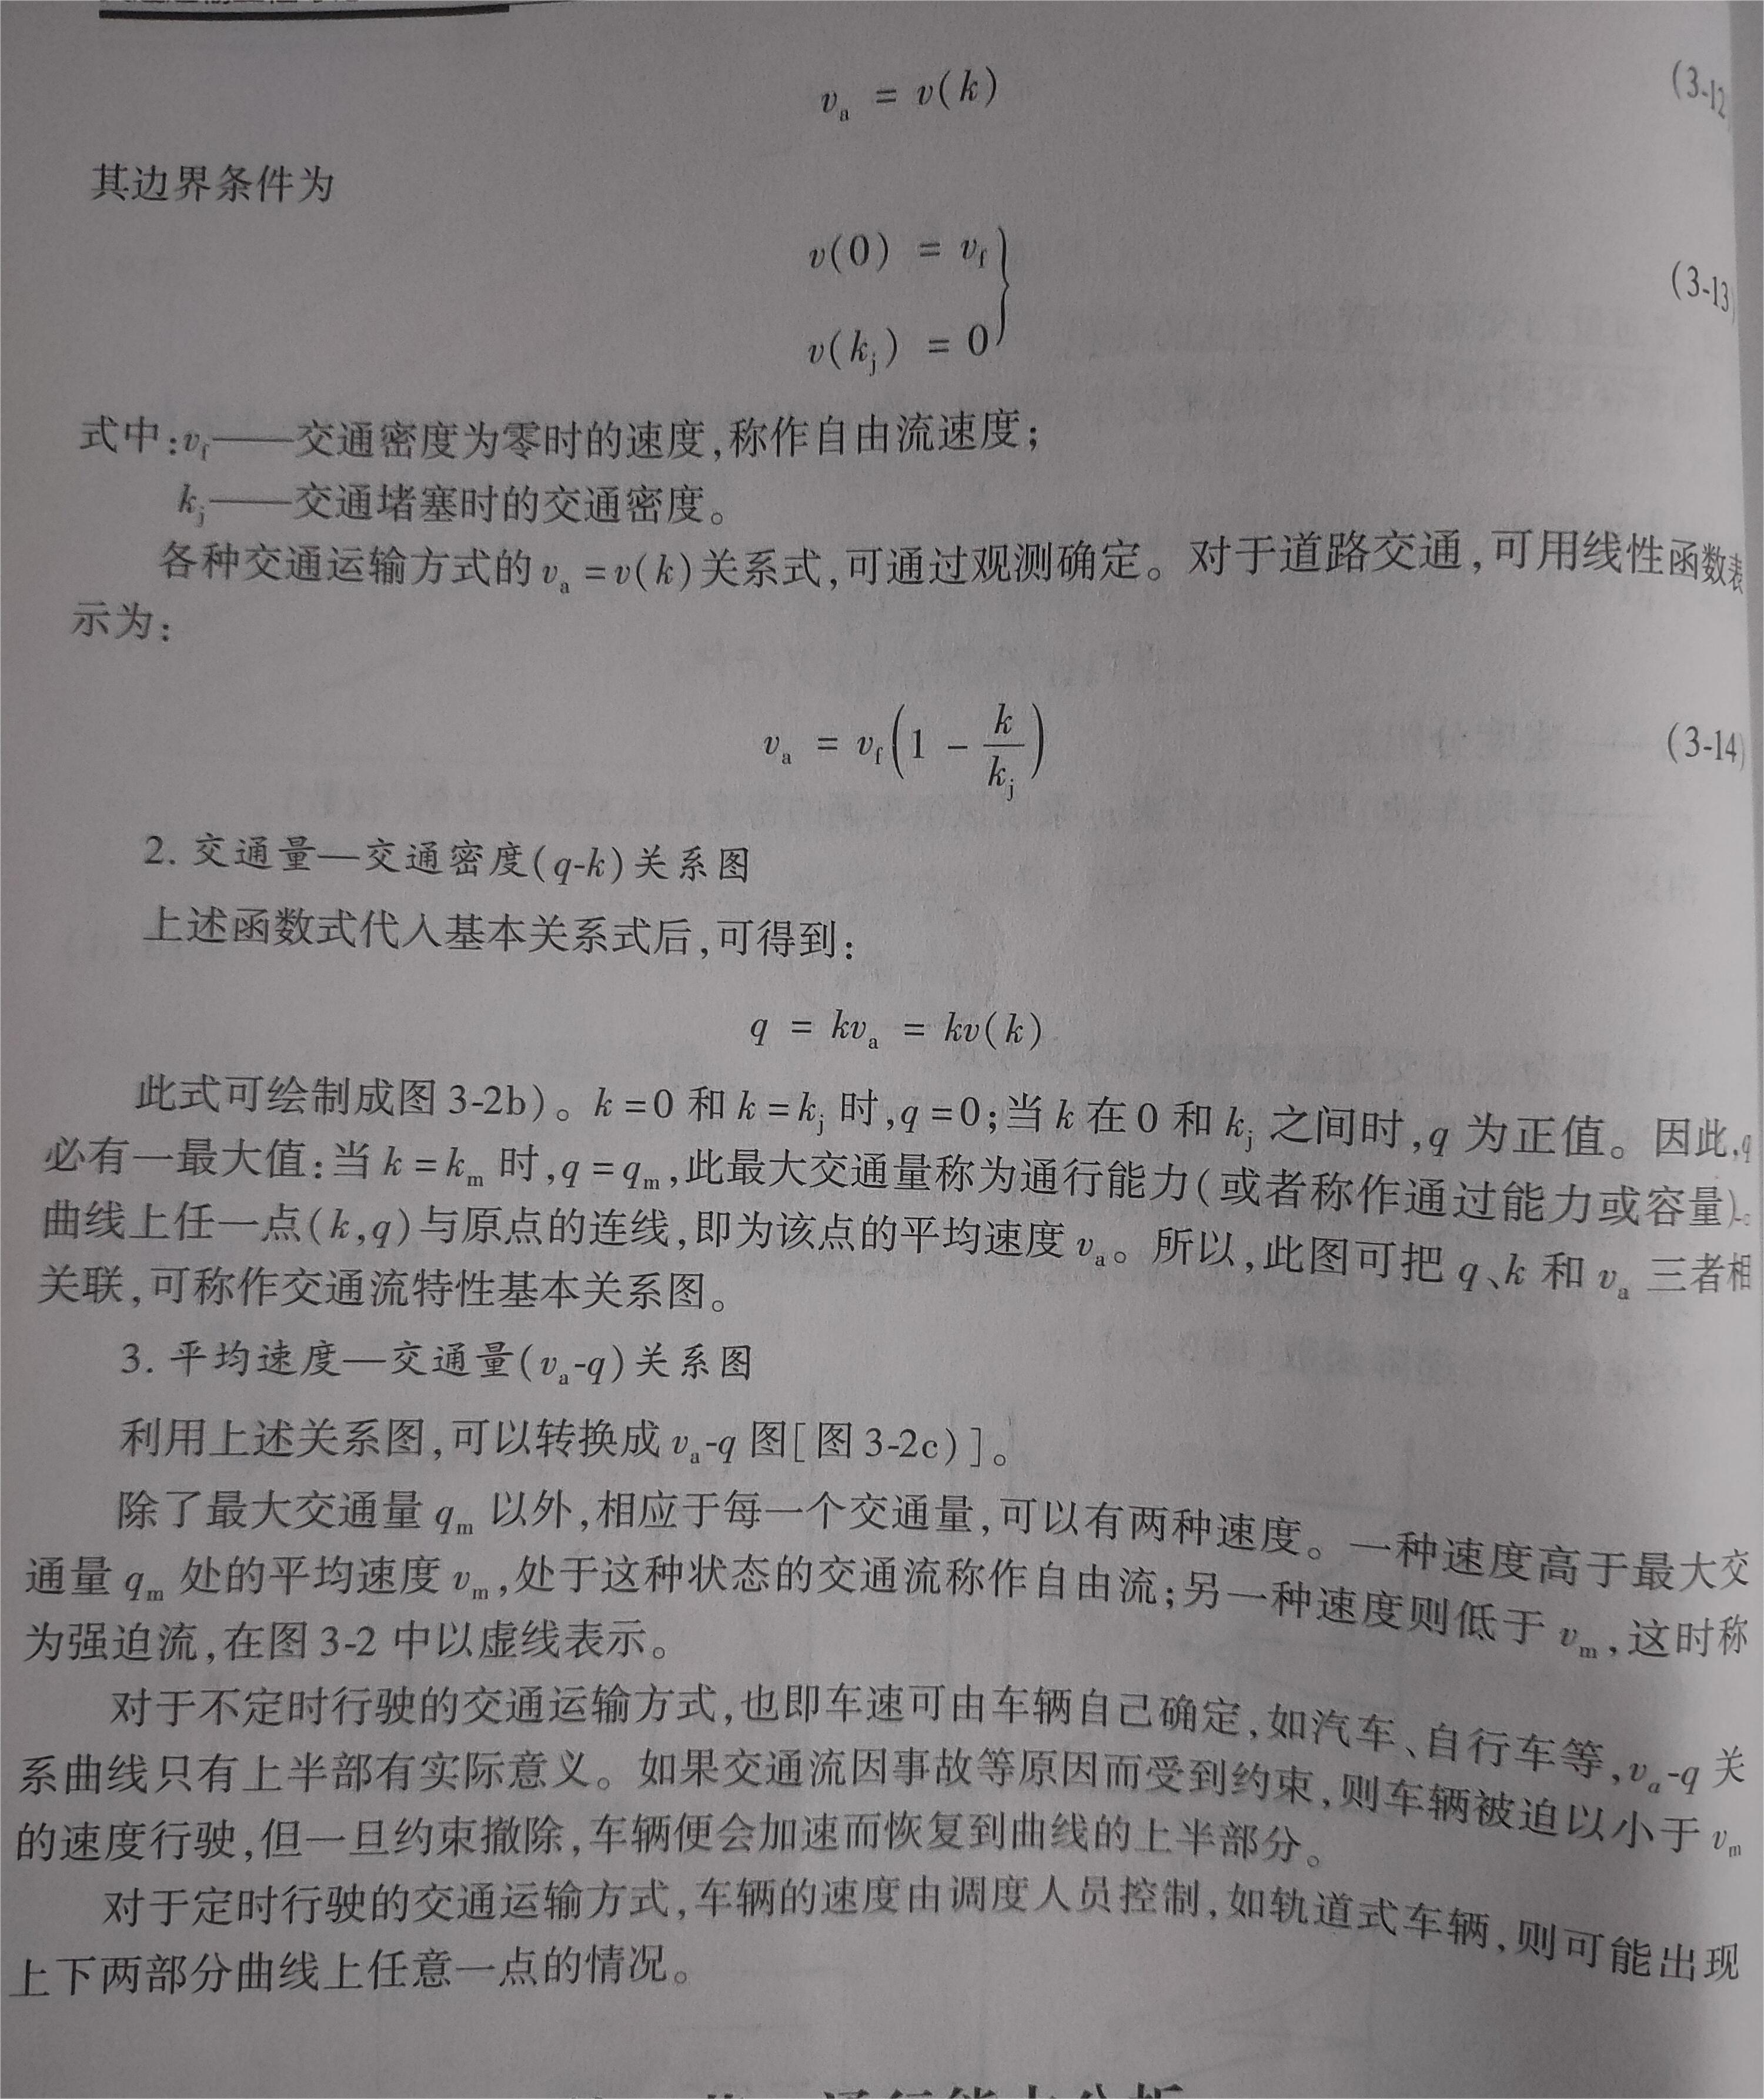 v_a = v(k) (3-12
其边界条件为
v(0) = v_f
(3-13)
v(k_j) = 0
式中:v_f——交通密度为零时的速度,称作自由流速度;
k_j——交通堵塞时的交通密度。
各种交通运输方式的 v_a = v(k)关系式,可通过观测确定。对于道路交通,可用线性函数表
示为:
v_a = v_f(1 - k/k_j) (3-14)
2. 交通量—交通密度(q-k)关系图
上述函数式代入基本关系式后,可得到:
q = kv_a = kv(k)
此式可绘制成图 3-2b)。k = 0 和 k = k_j 时,q = 0;当 k 在 0 和 k_j 之间时,q 为正值。因此,q
必有一最大值:当 k = k_m 时,q = q_m,此最大交通量称为通行能力(或者称作通过能力或容量)。
曲线上任一点(k,q)与原点的连线,即为该点的平均速度 v_a。所以,此图可把 q、k 和 v_a 三者相
关联,可称作交通流特性基本关系图。
3. 平均速度—交通量(v_a-q)关系图
利用上述关系图,可以转换成 v_a-q 图[图 3-2c)]。
除了最大交通量 q_m 以外,相应于每一个交通量,可以有两种速度。一种速度高于最大交
通量 q_m 处的平均速度 v_m,处于这种状态的交通流称作自由流;另一种速度则低于 v_m,这时称
为强迫流,在图 3-2 中以虚线表示。
对于不定时行驶的交通运输方式,也即车速可由车辆自己确定,如汽车、自行车等,v_a-q 关
系曲线只有上半部有实际意义。如果交通流因事故等原因而受到约束,则车辆被迫以小于 v_m
的速度行驶,但一旦约束撤除,车辆便会加速而恢复到曲线的上半部分。
对于定时行驶的交通运输方式,车辆的速度由调度人员控制,如轨道式车辆,则可能出现
上下两部分曲线上任意一点的情况。